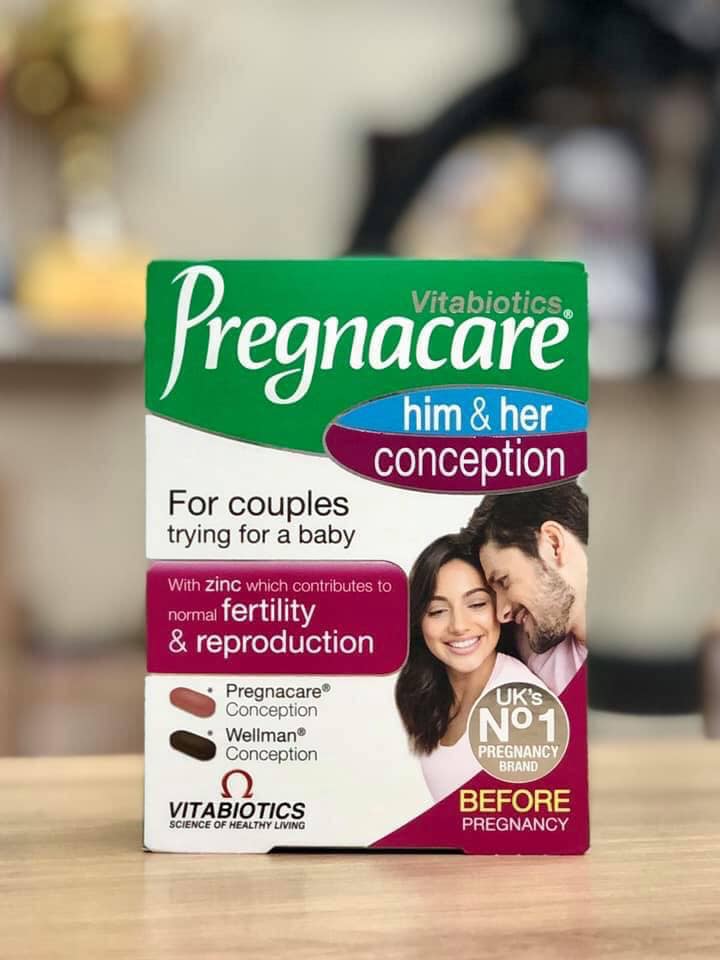 Vitabiotics
Pregnacare®
him & her
conception
For couples
trying for a baby
With zinc which contributes to
normal fertility
& reproduction
* Pregnacare®
Conception
* Wellman®
Conception
VITABIOTICS
SCIENCE OF HEALTHY LIVING
UK's
Nº1
PREGNANCY
BRAND
BEFORE
PREGNANCY